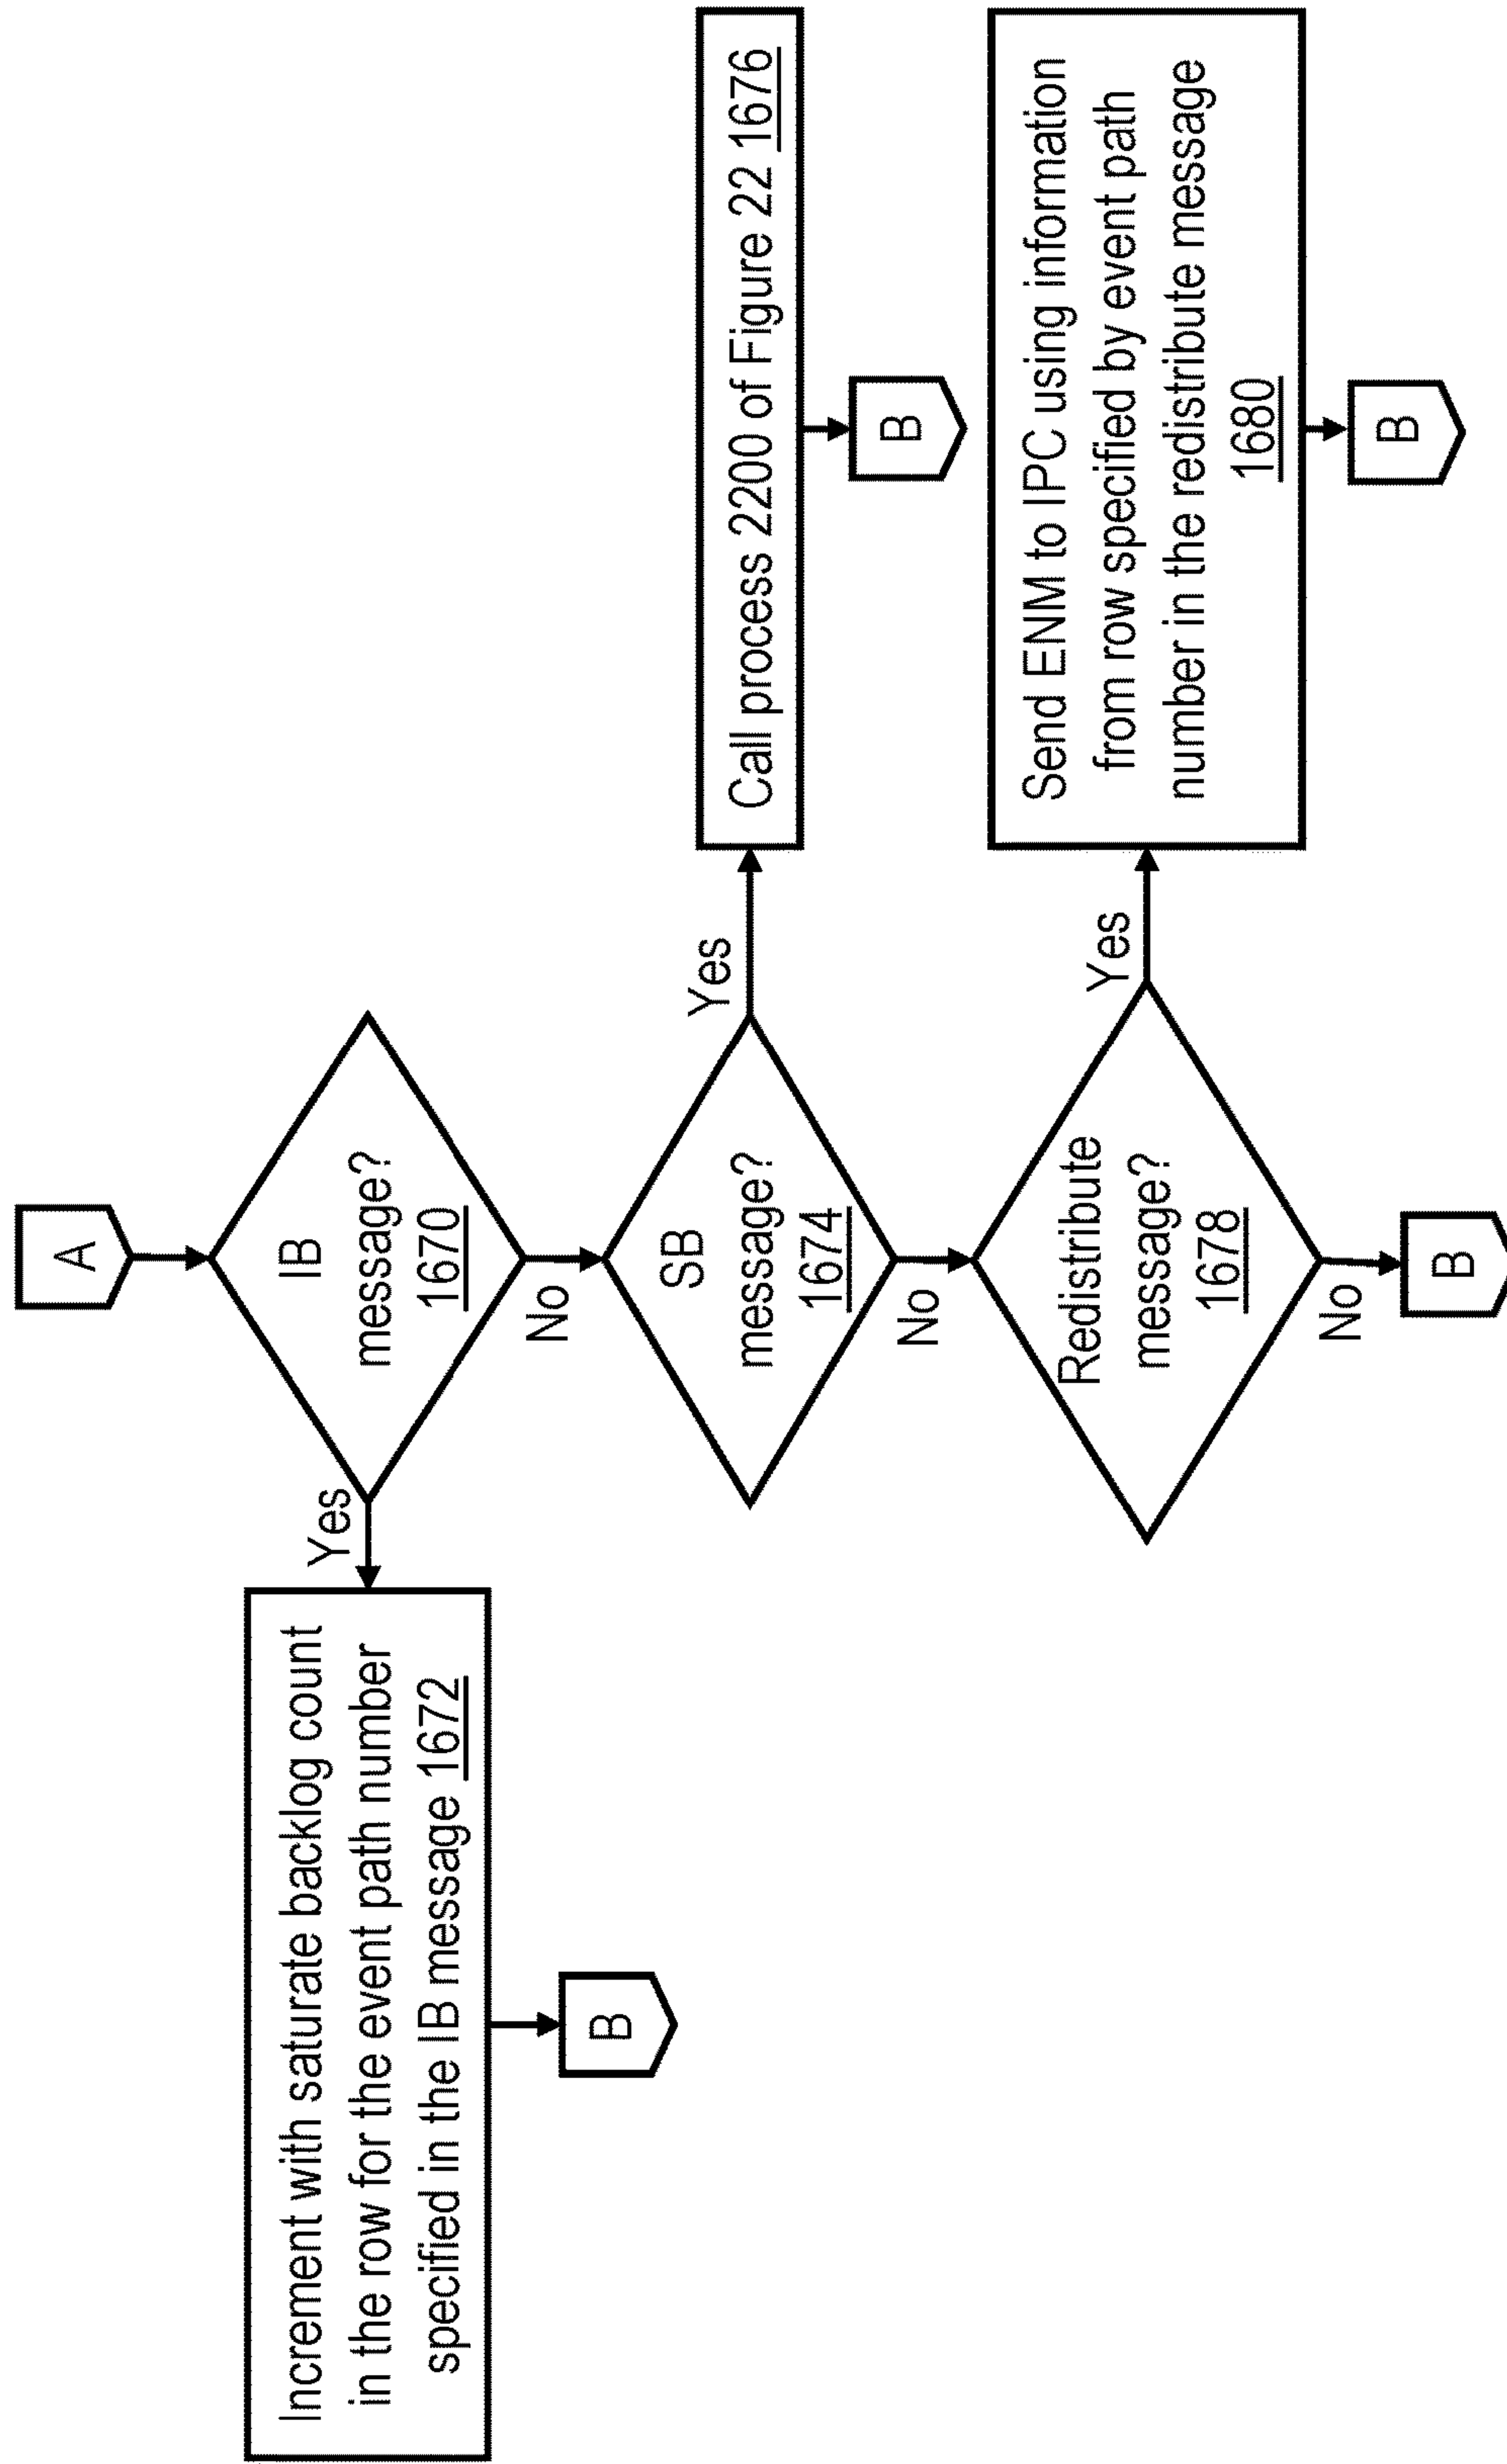 A
IB
message?
1670
Yes
Increment with saturate backlog count
in the row for the event path number
specified in the IB message 1672
B
No
SB
message?
1674
Yes
Call process 2200 of Figure 22 1676
B
No
Redistribute
message?
1678
Yes
Send ENM to IPC using information
from row specified by event path
number in the redistribute message
1680
B
No
B